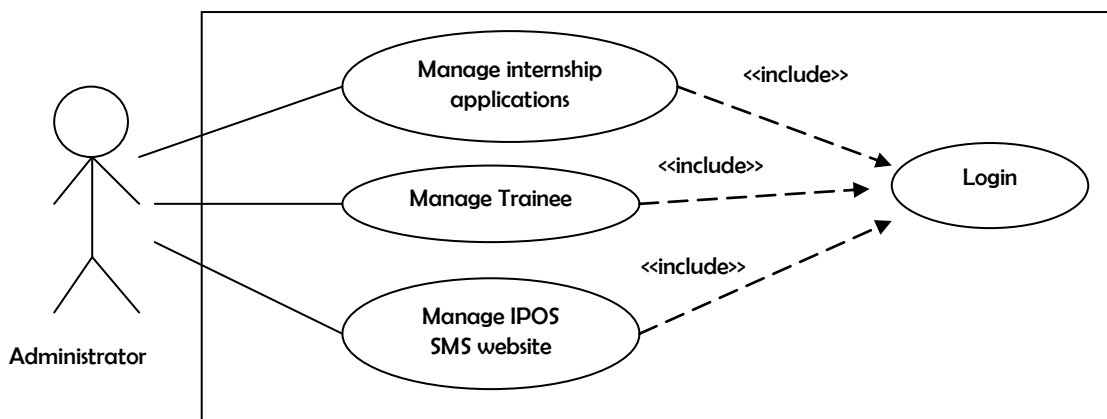 Manage internship
applications
<<include>>
<<include>>
Manage Trainee
Login
<<include>>
Manage IPOS
SMS website
Administrator